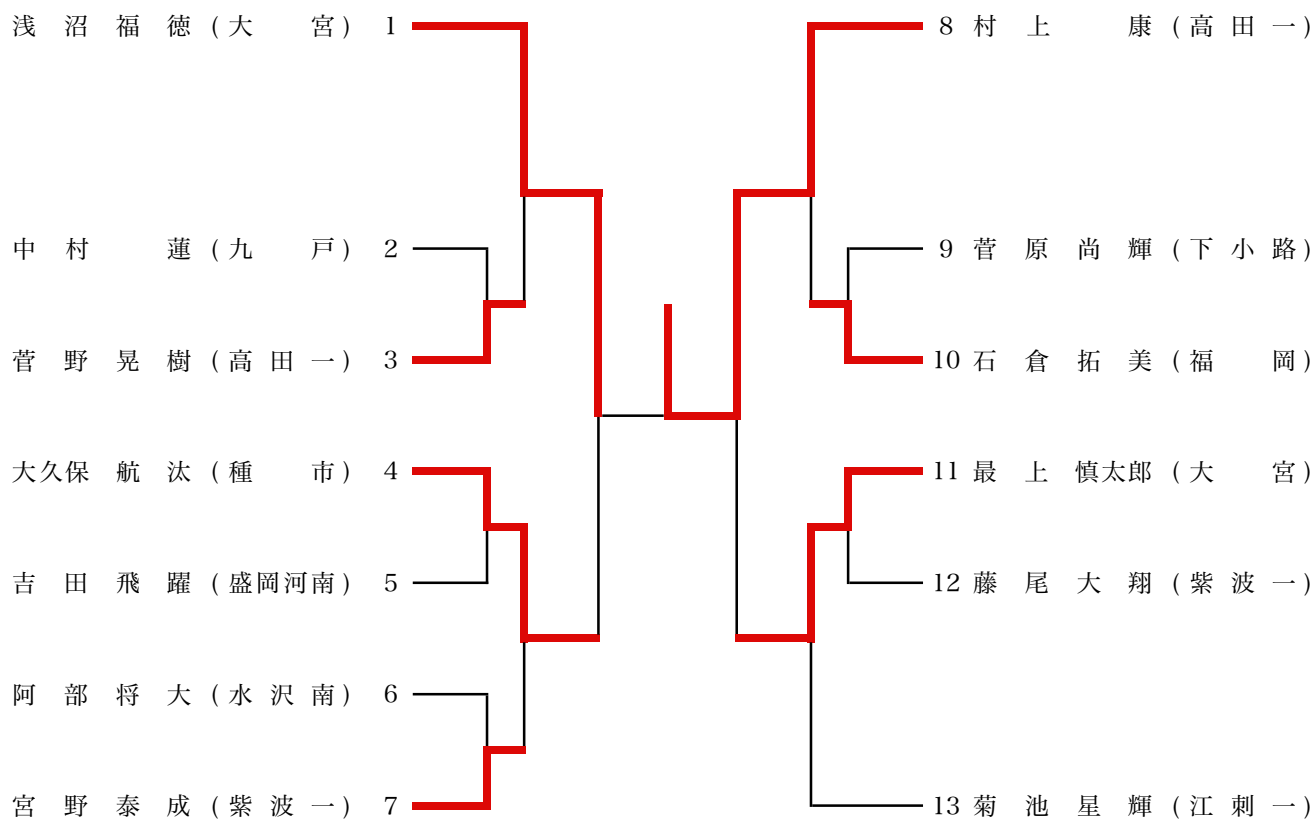 浅沼福徳(大宮) 1
中村蓮(九戸) 2
菅野晃樹(高田一) 3
大久保航汰(種市) 4
吉田飛躍(盛岡河南) 5
阿部将大(水沢南) 6
宮野泰成(紫波一) 7
8 村上康(高田一)
9 菅原尚輝(下小路)
10 石倉拓美(福岡)
11 最上慎太郎(大宮)
12 藤尾大翔(紫波一)
13 菊池星輝(江刺一)